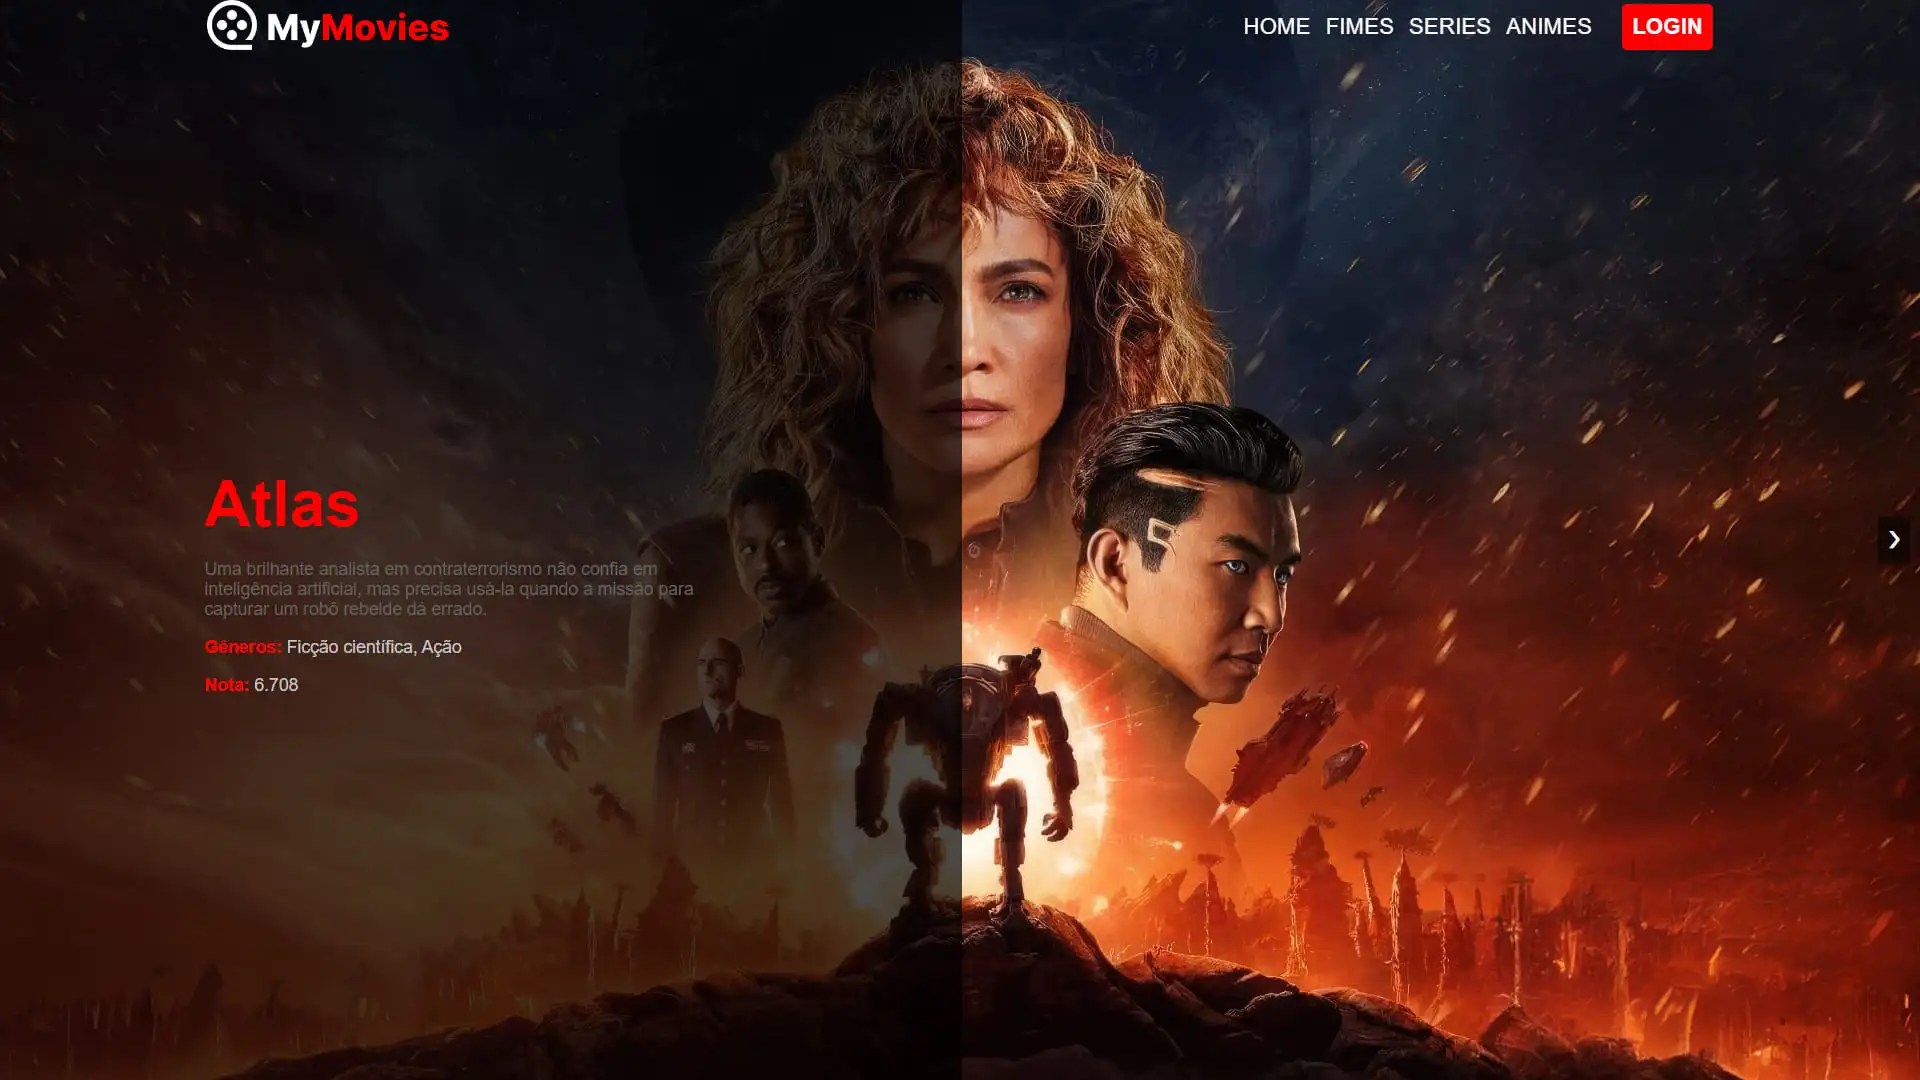 MyMovies
HOME FIMES SERIES ANIMES LOGIN
Atlas
Uma brilhante analista em contraterrorismo não confia em
inteligência artificial, mas precisa usá-la quando a missão para
capturar um robô rebelde dá errado.
Gêneros: Ficção científica, Ação
Nota: 6.708